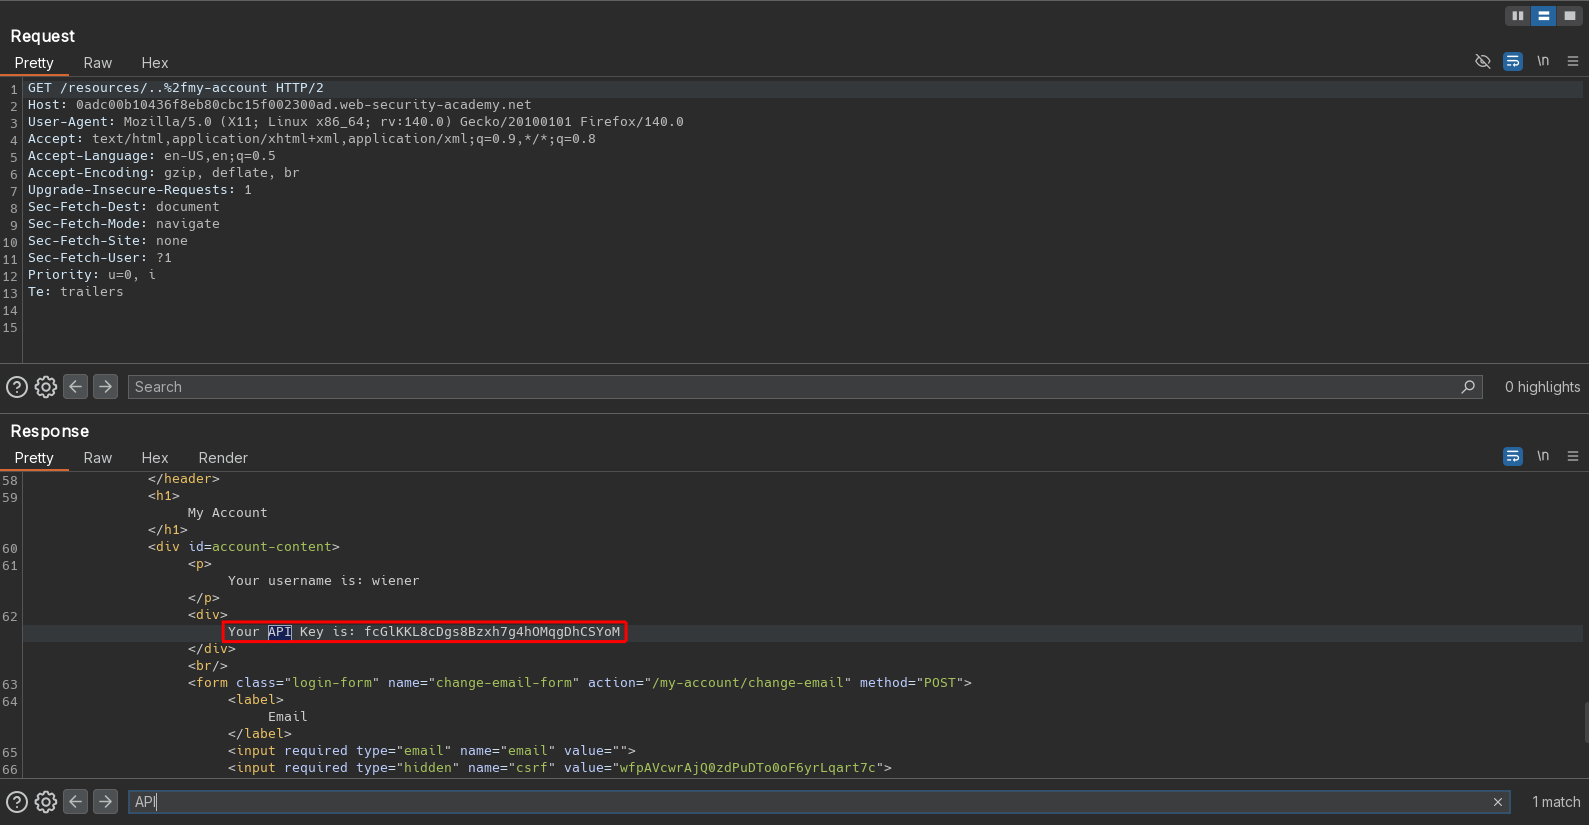 Request
Pretty Raw Hex
\n
1 GET /resources/..%2fmy-account HTTP/2
2 Host: 0adc00b10436f8eb80cbc15f002300ad.web-security-academy.net
3 User-Agent: Mozilla/5.0 (X11; Linux x86_64; rv:140.0) Gecko/20100101 Firefox/140.0
4 Accept: text/html,application/xhtml+xml,application/xml;q=0.9,*/*;q=0.8
5 Accept-Language: en-US,en;q=0.5
6 Accept-Encoding: gzip, deflate, br
7 Upgrade-Insecure-Requests: 1
8 Sec-Fetch-Dest: document
9 Sec-Fetch-Mode: navigate
10 Sec-Fetch-Site: none
11 Sec-Fetch-User: ?1
12 Priority: u=0, i
13 Te: trailers
14
15
Search
0 highlights
Response
Pretty Raw Hex Render
\n
58 </header>
59 <h1>
My Account
</h1>
60 <div id=account-content>
61 <p>
Your username is: wiener
</p>
62 <div>
Your API Key is: fcGlKKL8cDgs8Bzxh7g4hOMqgDhCSYoM
</div>
<br/>
63 <form class="login-form" name="change-email-form" action="/my-account/change-email" method="POST">
64 <label>
Email
</label>
65 <input required type="email" name="email" value="">
66 <input required type="hidden" name="csrf" value="wfpAVcwrAjQ0zdPuDTo0oF6yrLqart7c">
API
1 match